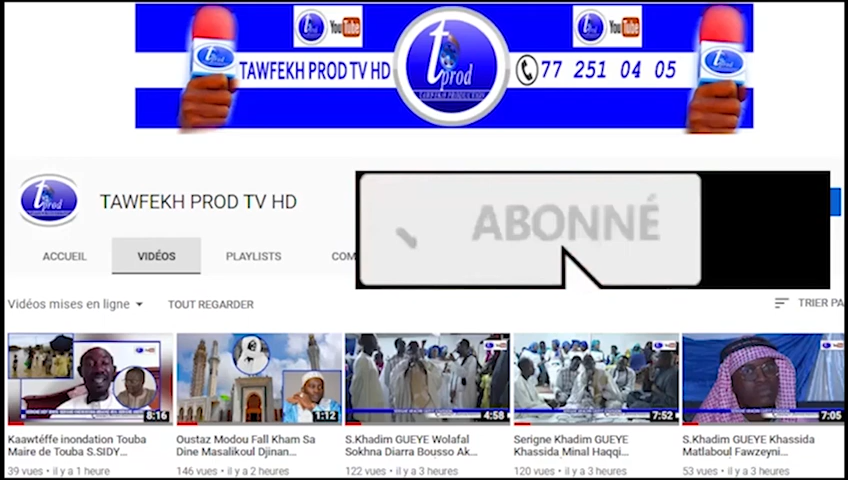 YouTube
YouTube
TAWFEKH PROD TV HD
tprod
77 251 04 05
TAWFEKH PROD TV HD
ABONNÉ
ACCUEIL
VIDÉOS
PLAYLISTS
COM
Vidéos mises en ligne
TOUT REGARDER
TRIER PA
8:16
1:12
4:58
7:52
7:05
Kaawtéffe inondation Touba
Maire de Touba S.SIDY...
39 vues • il y a 1 heure
Oustaz Modou Fall Kham Sa
Dine Masalikoul Djinan...
146 vues • il y a 2 heures
S.Khadim GUEYE Wolafal
Sokhna Diarra Bousso Ak...
122 vues • il y a 3 heures
Serigne Khadim GUEYE
Khassida Minal Haqqi...
120 vues • il y a 3 heures
S.Khadim GUEYE Khassida
Matlaboul Fawzeyni...
53 vues • il y a 3 heures